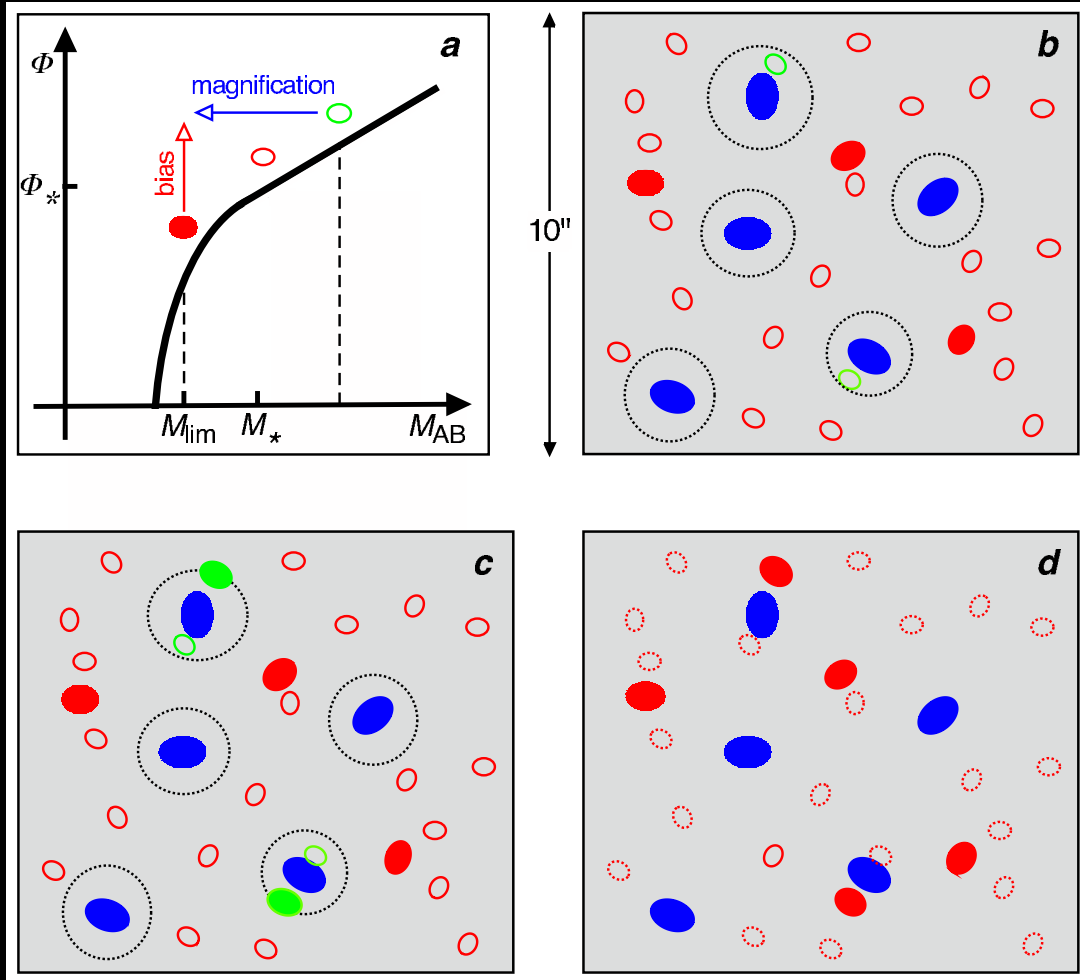 a
Φ
magnification
bias
Φ*
Mlim
M*
MAB
10"
b
c
d